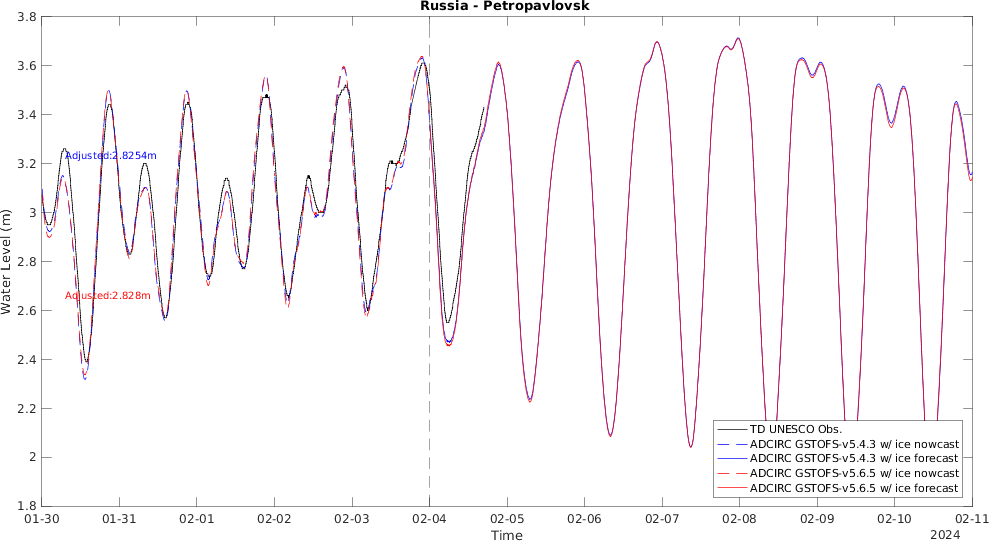 Russia - Petropavlovsk
Water Level (m)
3.8
3.6
3.4
3.2
3
2.8
2.6
2.4
2.2
2
1.8
Adjusted:2.8254m
Adjusted:2.828m
TD UNESCO Obs.
ADCIRC GSTOFS-v5.4.3 w/ ice nowcast
ADCIRC GSTOFS-v5.4.3 w/ ice forecast
ADCIRC GSTOFS-v5.6.5 w/ ice nowcast
ADCIRC GSTOFS-v5.6.5 w/ ice forecast
01-30 01-31 02-01 02-02 02-03 02-04 02-05 02-06 02-07 02-08 02-09 02-10 02-11
Time
2024